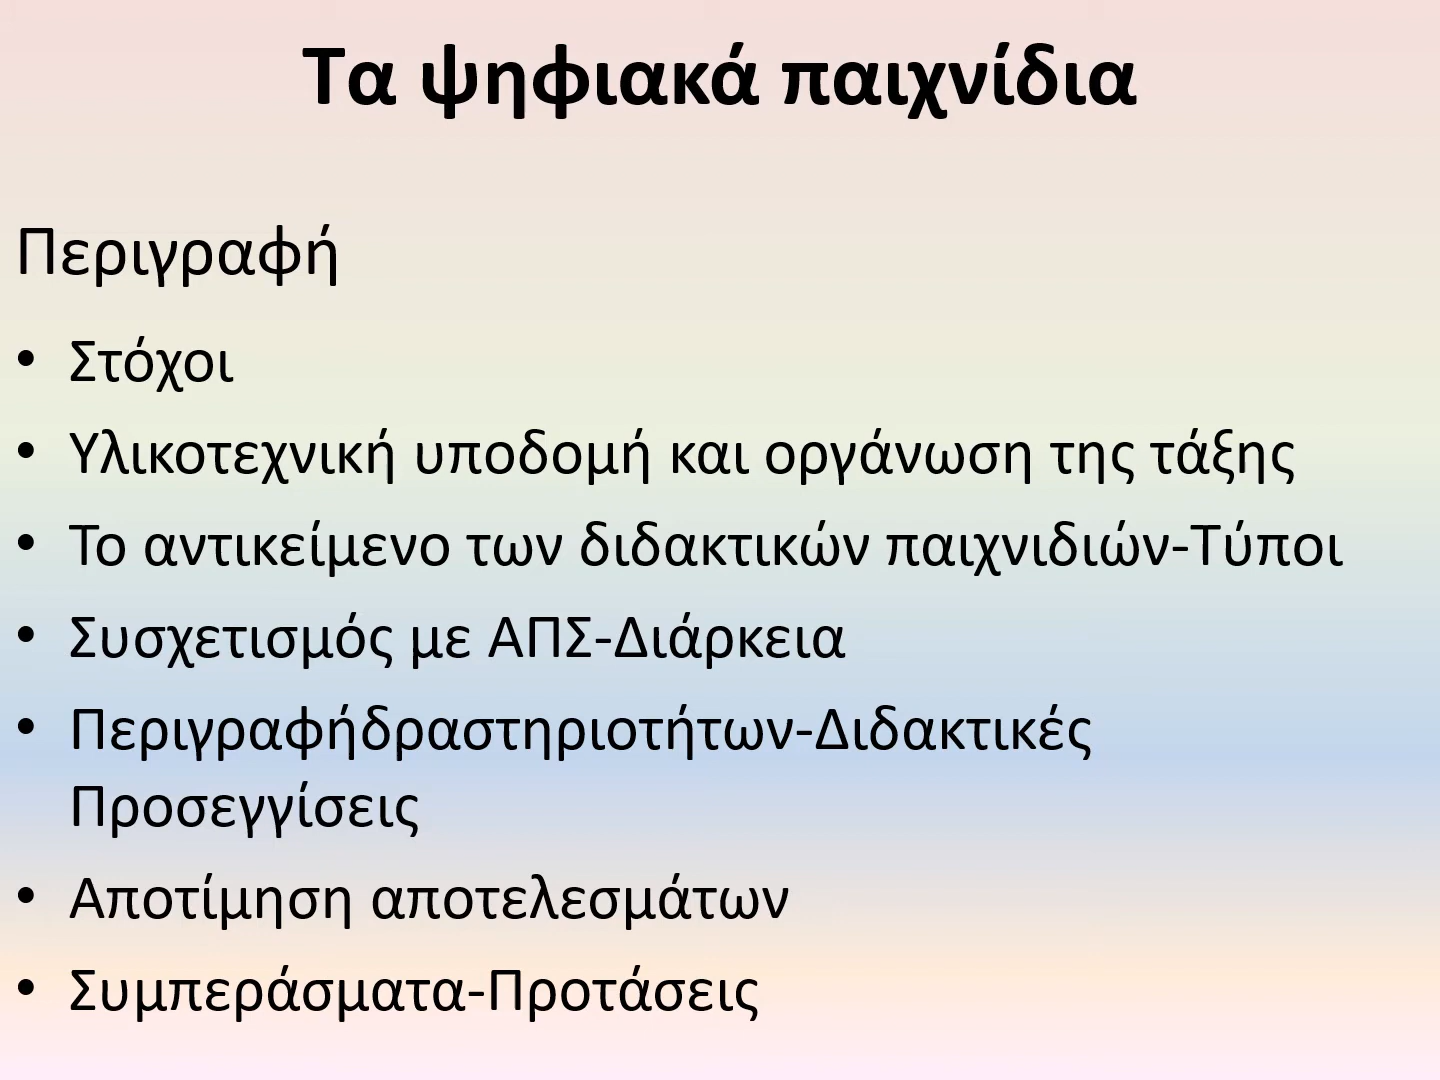 Τα ψηφιακά παιχνίδια
Περιγραφή
• Στόχοι
• Υλικοτεχνική υποδομή και οργάνωση της τάξης
• Το αντικείμενο των διδακτικών παιχνιδιών-Τύποι
• Συσχετισμός με ΑΠΣ-Διάρκεια
• Περιγραφήδραστηριοτήτων-Διδακτικές
Προσεγγίσεις
• Αποτίμηση αποτελεσμάτων
• Συμπεράσματα-Προτάσεις